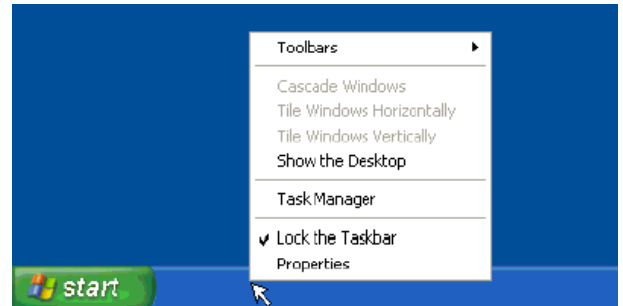 Toolbars
Cascade Windows
Tile Windows Horizontally
Tile Windows Vertically
Show the Desktop
Task Manager
Lock the Taskbar
Properties
start